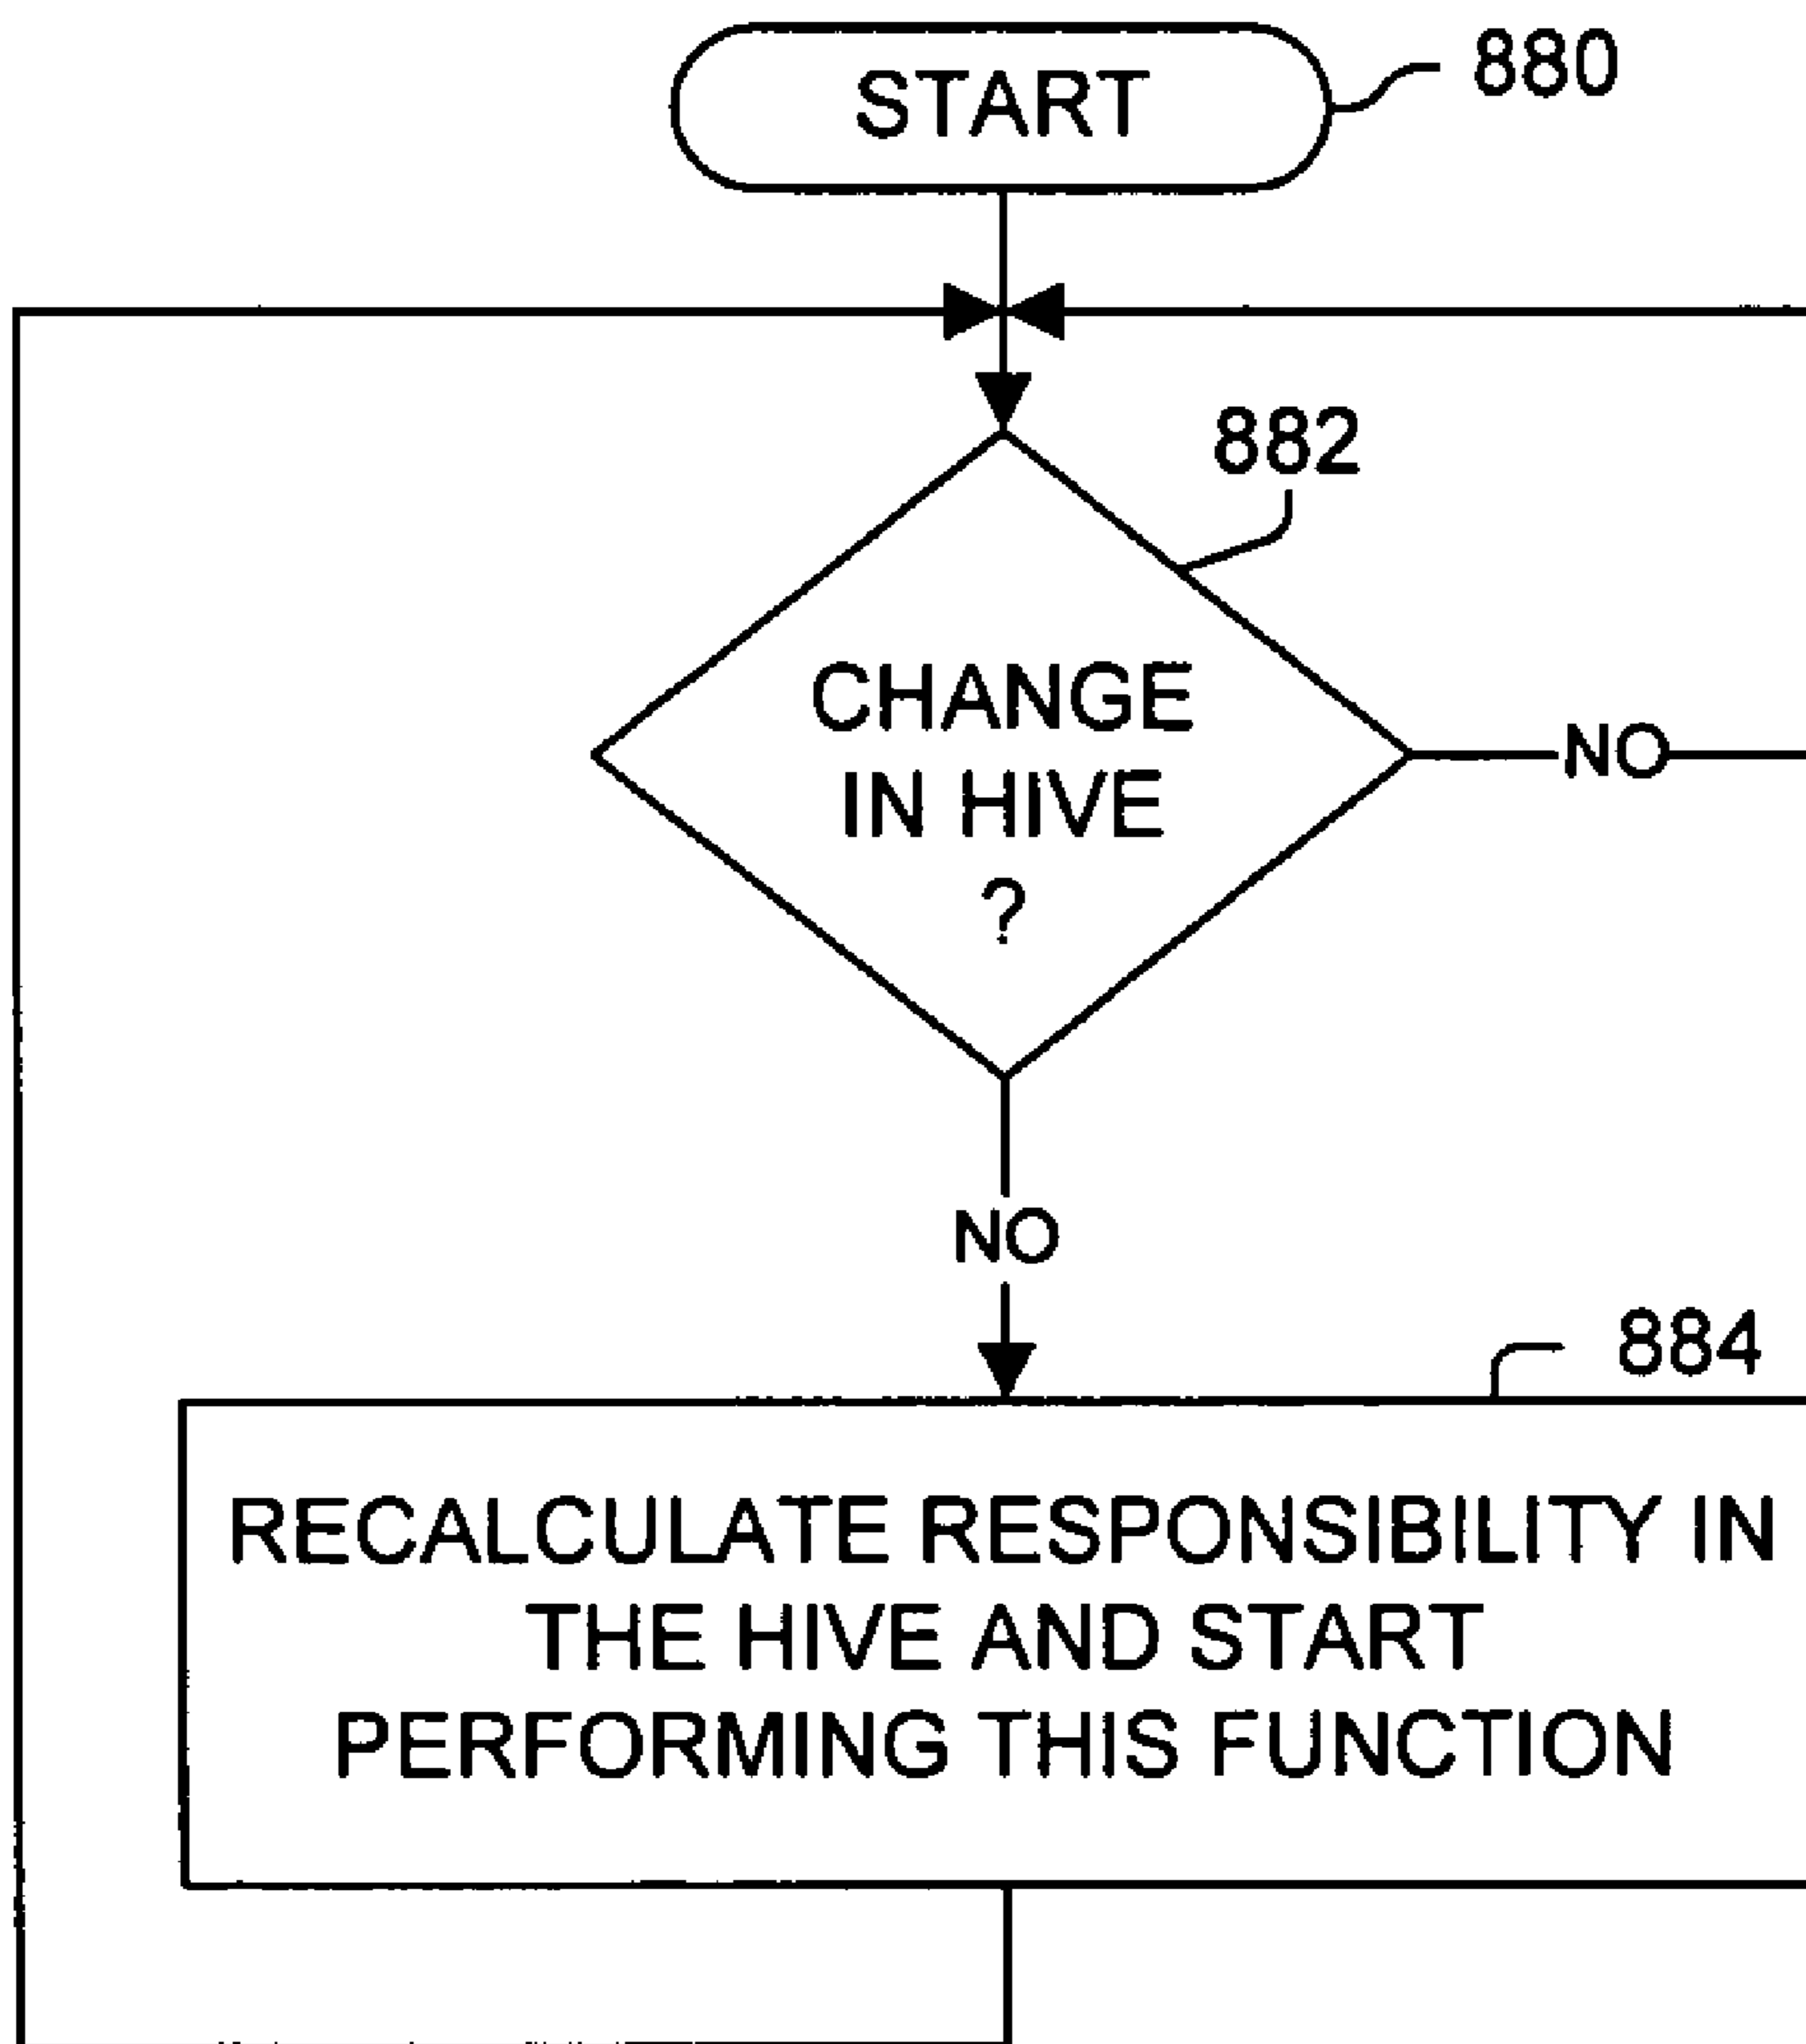 START
880
882
CHANGE
IN HIVE
?
NO
NO
884
RECALCULATE RESPONSIBILITY IN
THE HIVE AND START
PERFORMING THIS FUNCTION